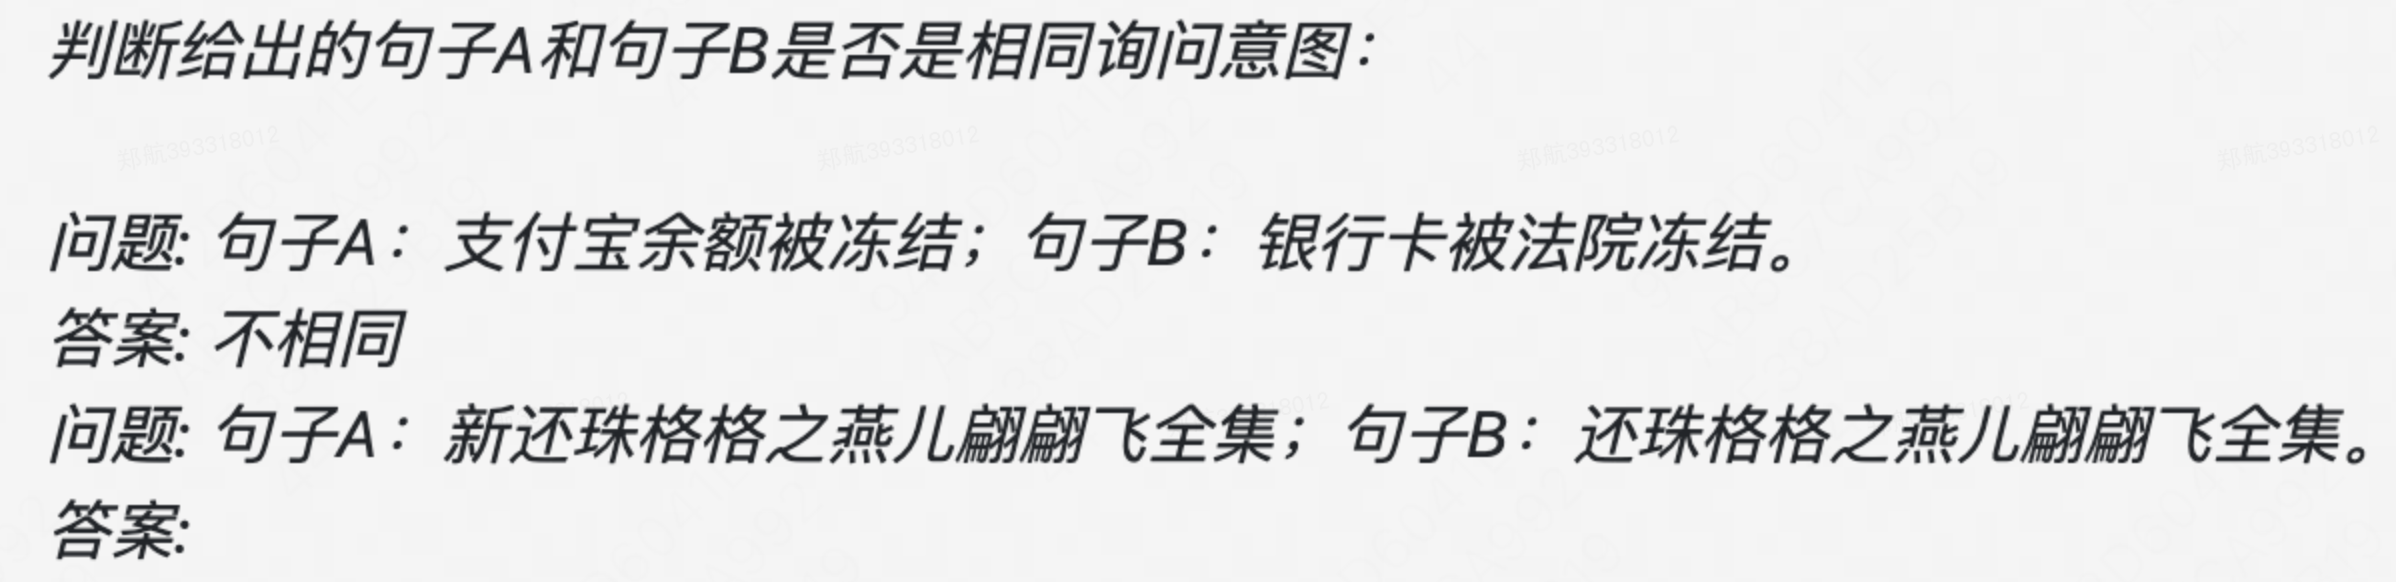 判断给出的句子A和句子B是否是相同询问意图：
郑航393318012 郑航393318012 郑航393318012 郑航393318012
问题: 句子A：支付宝余额被冻结；句子B：银行卡被法院冻结。
答案: 不相同
问题: 句子A：新还珠格格之燕儿翩翩飞全集；句子B：还珠格格之燕儿翩翩飞全集。
答案: